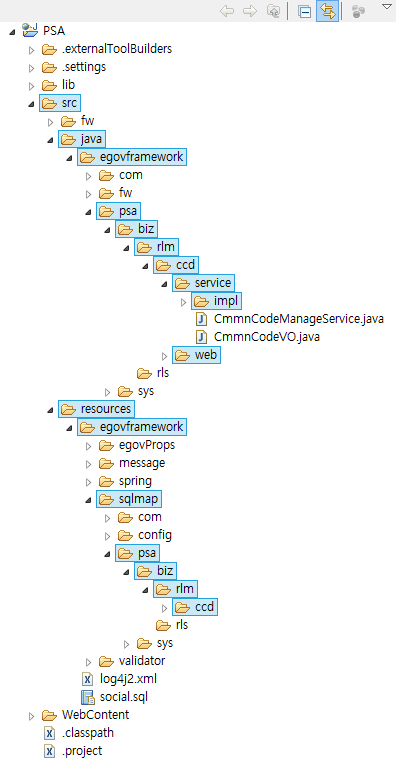 PSA
.externalToolBuilders
.settings
lib
src
fw
java
egovframework
com
fw
psa
biz
rlm
ccd
service
impl
CmmnCodeManageService.java
CmmnCodeVO.java
web
rls
sys
resources
egovframework
egovProps
message
spring
sqlmap
com
config
psa
biz
rlm
ccd
rls
sys
validator
log4j2.xml
social.sql
WebContent
.classpath
.project